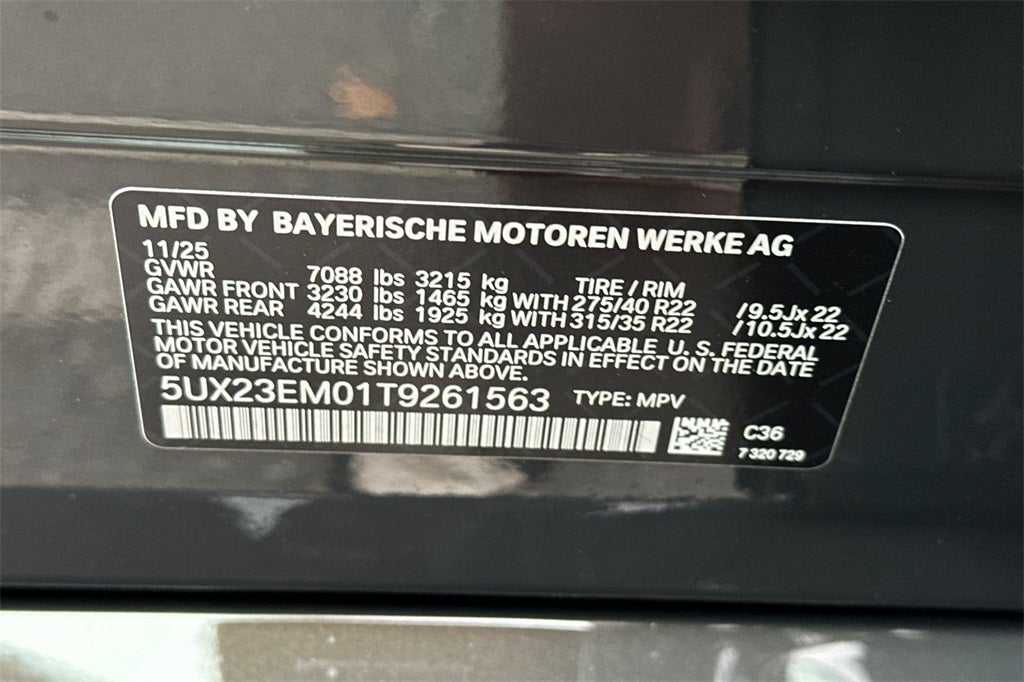 MFD BY BAYERISCHE MOTOREN WERKE AG
11/25
GVWR 7088 lbs 3215 kg TIRE / RIM
GAWR FRONT 3230 lbs 1465 kg WITH 275/40 R22 / 9.5Jx 22
GAWR REAR 4244 lbs 1925 kg WITH 315/35 R22 / 10.5Jx 22
THIS VEHICLE CONFORMS TO ALL APPLICABLE U. S. FEDERAL
MOTOR VEHICLE SAFETY STANDARDS IN EFFECT ON THE DATE
OF MANUFACTURE SHOWN ABOVE.
5UX23EM01T9261563 TYPE: MPV
C36
7 320 729